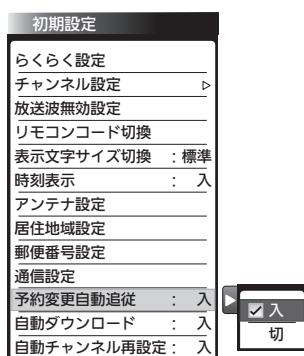 初期設定
らくらく設定
チャンネル設定
放送波無効設定
リモコンコード切換
表示文字サイズ切換 : 標準
時刻表示 : 入
アンテナ設定
居住地域設定
郵便番号設定
通信設定
予約変更自動追従 : 入
自動ダウンロード : 入
自動チャンネル再設定 : 入
入
切